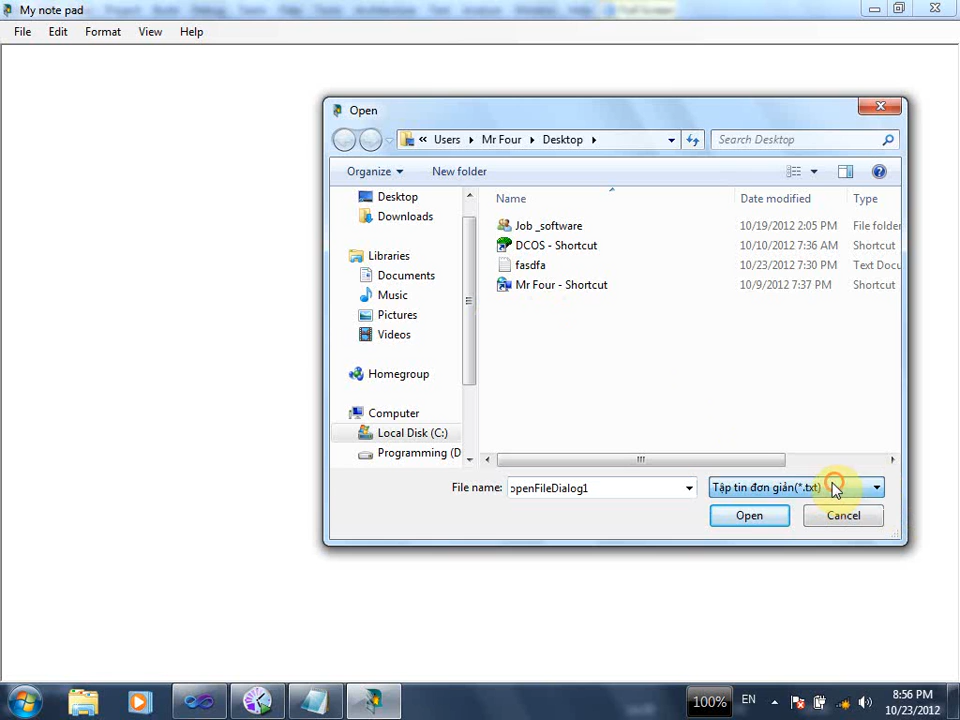 My note pad
File Edit Format View Help
Open
« Users Mr Four Desktop
Search Desktop
Organize New folder
Name Date modified Type
Desktop
Downloads
Libraries
Documents
Music
Pictures
Videos
Homegroup
Computer
Local Disk (C:)
Programming (D
Job _software 10/19/2012 2:05 PM File folder
DCOS - Shortcut 10/10/2012 7:36 AM Shortcut
fasdfa 10/23/2012 7:30 PM Text Docu
Mr Four - Shortcut 10/9/2012 7:37 PM Shortcut
File name: openFileDialog1 Tập tin đơn giản(*.txt)
Open Cancel
100% EN 8:56 PM
10/23/2012